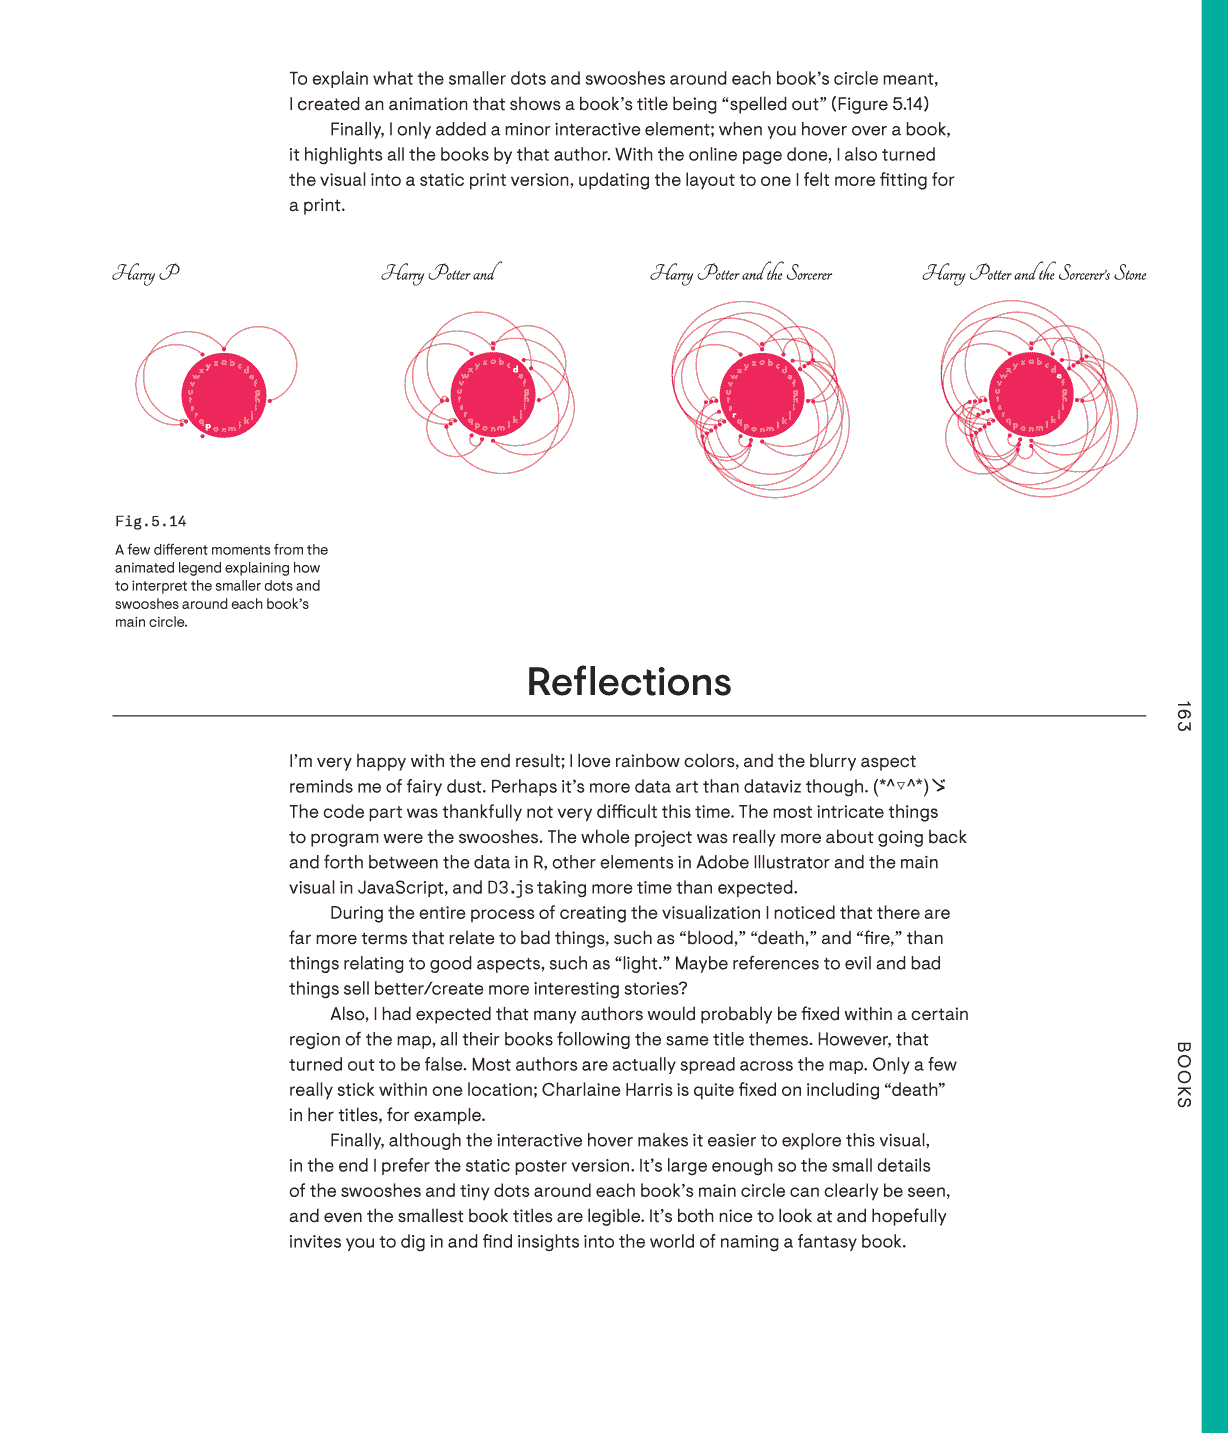 To explain what the smaller dots and swooshes around each book’s circle meant,
I created an animation that shows a book’s title being “spelled out” (Figure 5.14)
Finally, I only added a minor interactive element; when you hover over a book,
it highlights all the books by that author. With the online page done, I also turned
the visual into a static print version, updating the layout to one I felt more fitting for
a print.
Harry P
Harry Potter and
Harry Potter and the Sorcerer
Harry Potter and the Sorcerer's Stone
Fig.5.14
A few different moments from the
animated legend explaining how
to interpret the smaller dots and
swooshes around each book’s
main circle.
Reflections
I’m very happy with the end result; I love rainbow colors, and the blurry aspect
reminds me of fairy dust. Perhaps it’s more data art than dataviz though. (*^▽^*)ゞ
The code part was thankfully not very difficult this time. The most intricate things
to program were the swooshes. The whole project was really more about going back
and forth between the data in R, other elements in Adobe Illustrator and the main
visual in JavaScript, and D3.js taking more time than expected.
During the entire process of creating the visualization I noticed that there are
far more terms that relate to bad things, such as “blood,” “death,” and “fire,” than
things relating to good aspects, such as “light.” Maybe references to evil and bad
things sell better/create more interesting stories?
Also, I had expected that many authors would probably be fixed within a certain
region of the map, all their books following the same title themes. However, that
turned out to be false. Most authors are actually spread across the map. Only a few
really stick within one location; Charlaine Harris is quite fixed on including “death”
in her titles, for example.
Finally, although the interactive hover makes it easier to explore this visual,
in the end I prefer the static poster version. It’s large enough so the small details
of the swooshes and tiny dots around each book’s main circle can clearly be seen,
and even the smallest book titles are legible. It’s both nice to look at and hopefully
invites you to dig in and find insights into the world of naming a fantasy book.
163
BOOKS